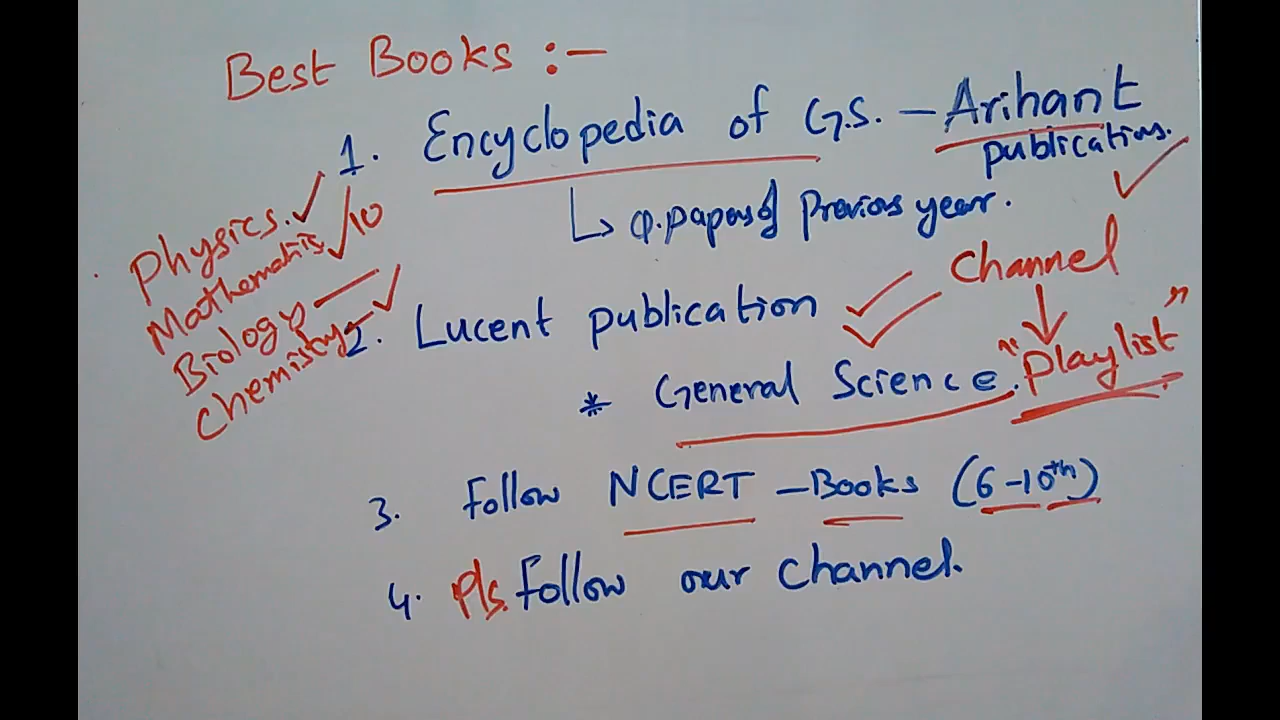 Best Books :-
1. Encyclopedia of G.S. - Arihant
publication.
Q. papers of Previous year.
Physics.
Mathematics 10
Biology
Chemistry
Channel
2. Lucent publication
"Playlist"
* General Science.
3. Follow NCERT - Books (6-10th)
4. Pls. Follow our channel.